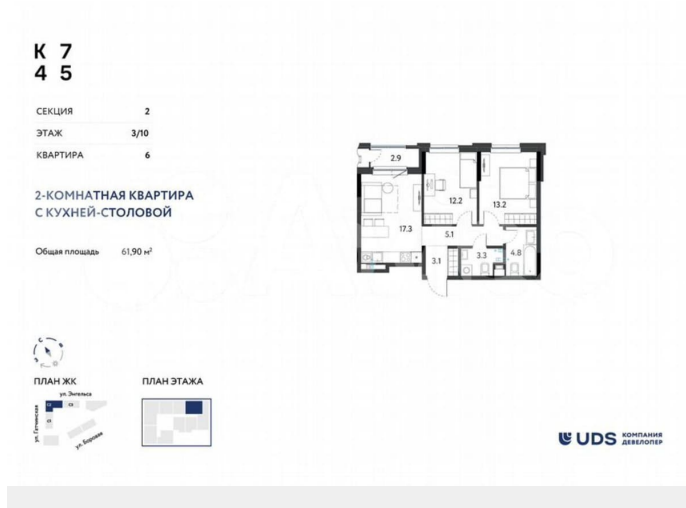 К 7
4 5
СЕКЦИЯ 2
ЭТАЖ 3/10
КВАРТИРА 6
2-КОМНАТНАЯ КВАРТИРА
С КУХНЕЙ-СТОЛОВОЙ
Общая площадь 61,90 м²
2.9
12.2
13.2
17.3
5.1
3.1
3.3
4.8
С
В
Ю
ПЛАН ЖК
ПЛАН ЭТАЖА
ул. Энгельса
ул. Гатчинская
ул. Боровая
UDS КОМПАНИЯ
ДЕВЕЛОПЕР